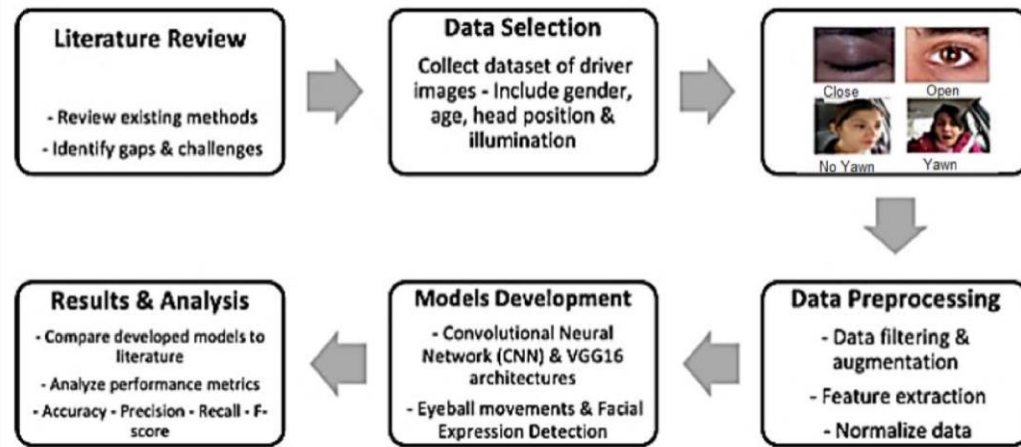 Literature Review
- Review existing methods
- Identify gaps & challenges
Data Selection
Collect dataset of driver
images - Include gender,
age, head position &
illumination
Close
Open
No Yawn
Yawn
Data Preprocessing
- Data filtering &
augmentation
- Feature extraction
- Normalize data
Models Development
- Convolutional Neural
Network (CNN) & VGG16
architectures
- Eyeball movements & Facial
Expression Detection
Results & Analysis
- Compare developed models to
literature
- Analyze performance metrics
- Accuracy - Precision - Recall - F-
score